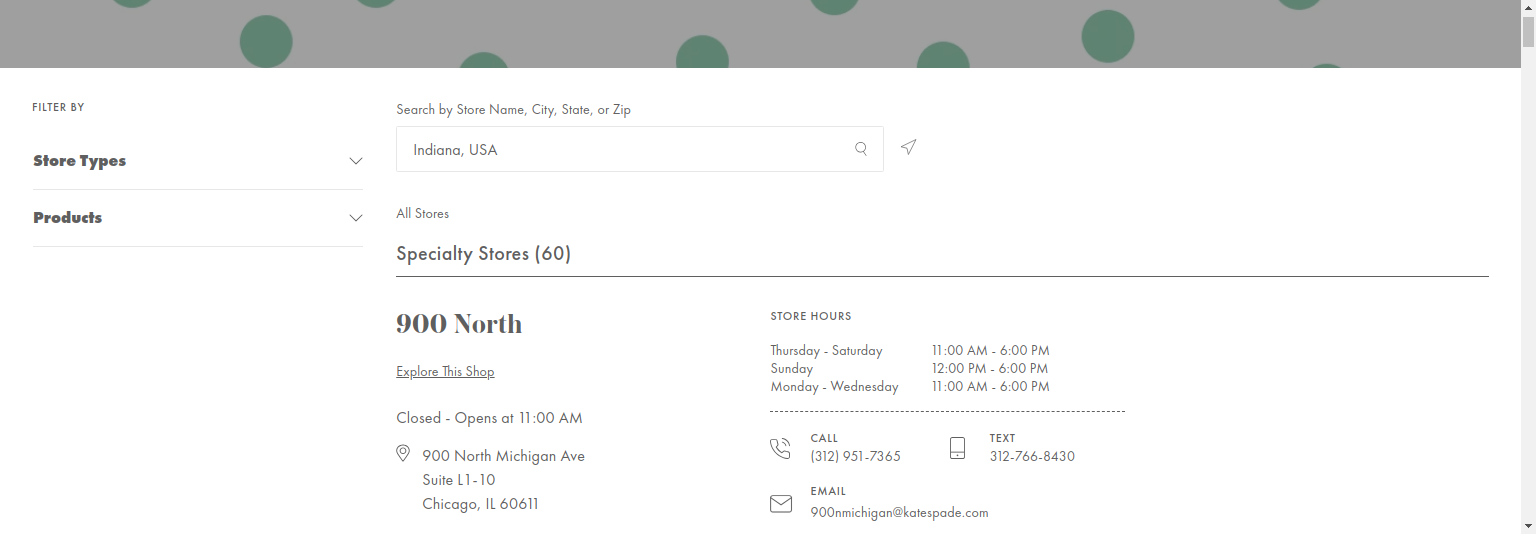 FILTER BY
Store Types
Products
Search by Store Name, City, State, or Zip
Indiana, USA
All Stores
Specialty Stores (60)
900 North
Explore This Shop
Closed - Opens at 11:00 AM
900 North Michigan Ave
Suite L1-10
Chicago, IL 60611
STORE HOURS
Thursday - Saturday 11:00 AM - 6:00 PM
Sunday 12:00 PM - 6:00 PM
Monday - Wednesday 11:00 AM - 6:00 PM
CALL
(312) 951-7365
TEXT
312-766-8430
EMAIL
900nmichigan@katespade.com